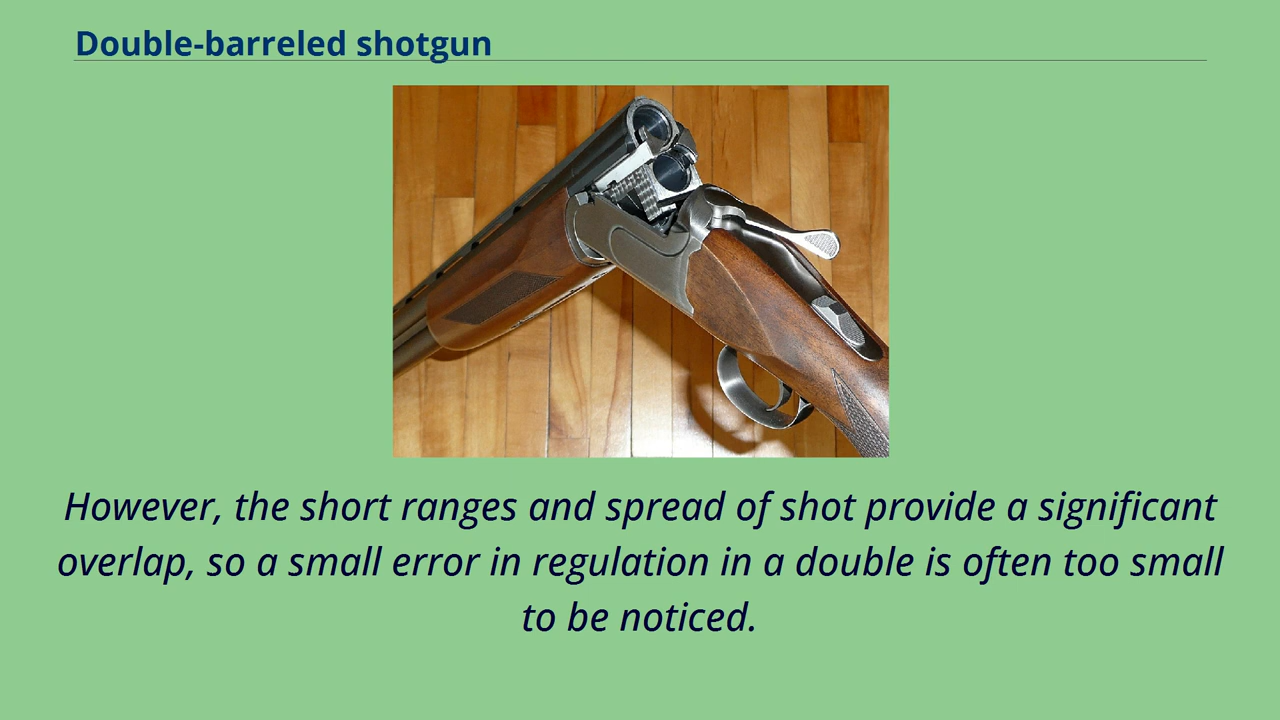 Double-barreled shotgun
However, the short ranges and spread of shot provide a significant
overlap, so a small error in regulation in a double is often too small
to be noticed.